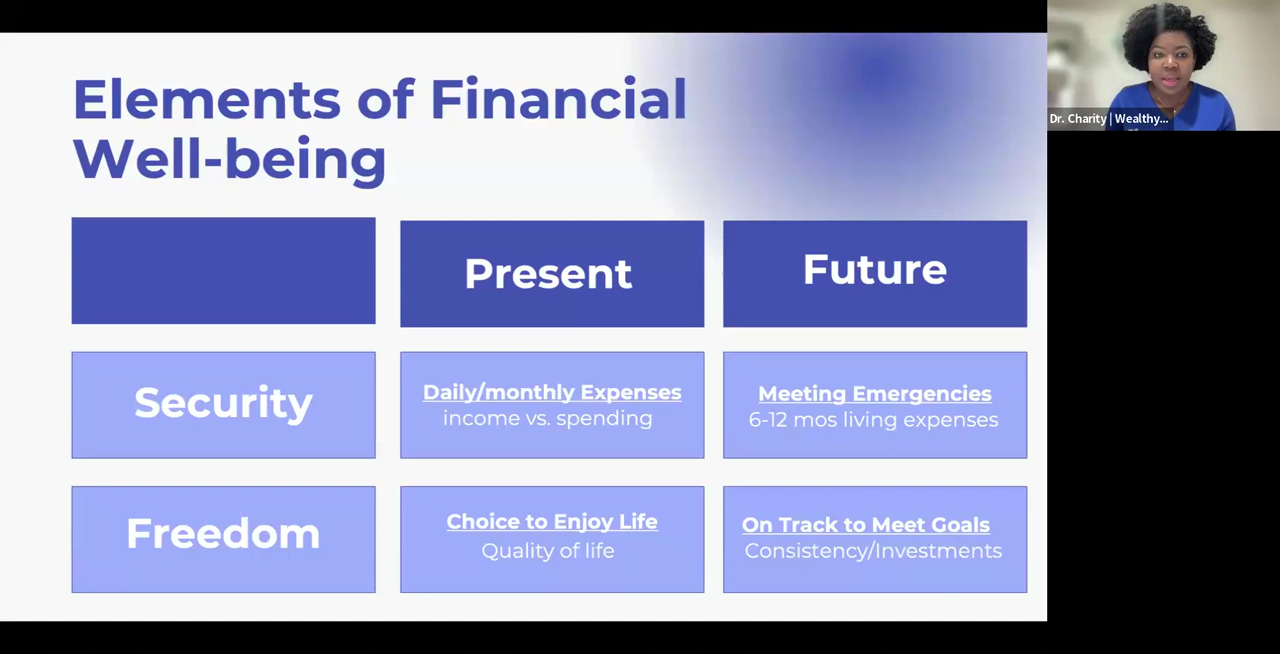 Elements of Financial
Well-being
Present
Future
Security
Daily/monthly Expenses
income vs. spending
Meeting Emergencies
6-12 mos living expenses
Freedom
Choice to Enjoy Life
Quality of life
On Track to Meet Goals
Consistency/Investments
Dr. Charity | Wealthy...